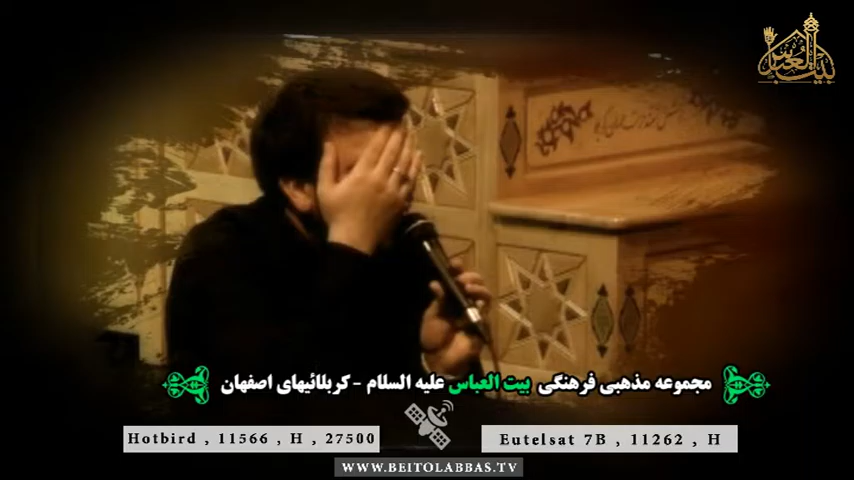 بیت العباس
مجموعه مذهبی فرهنگی بیت العباس علیه السلام - کربلائیهای اصفهان
Hotbird , 11566 , H , 27500
Eutelsat 7B , 11262 , H
WWW.BEITOLABBAS.TV